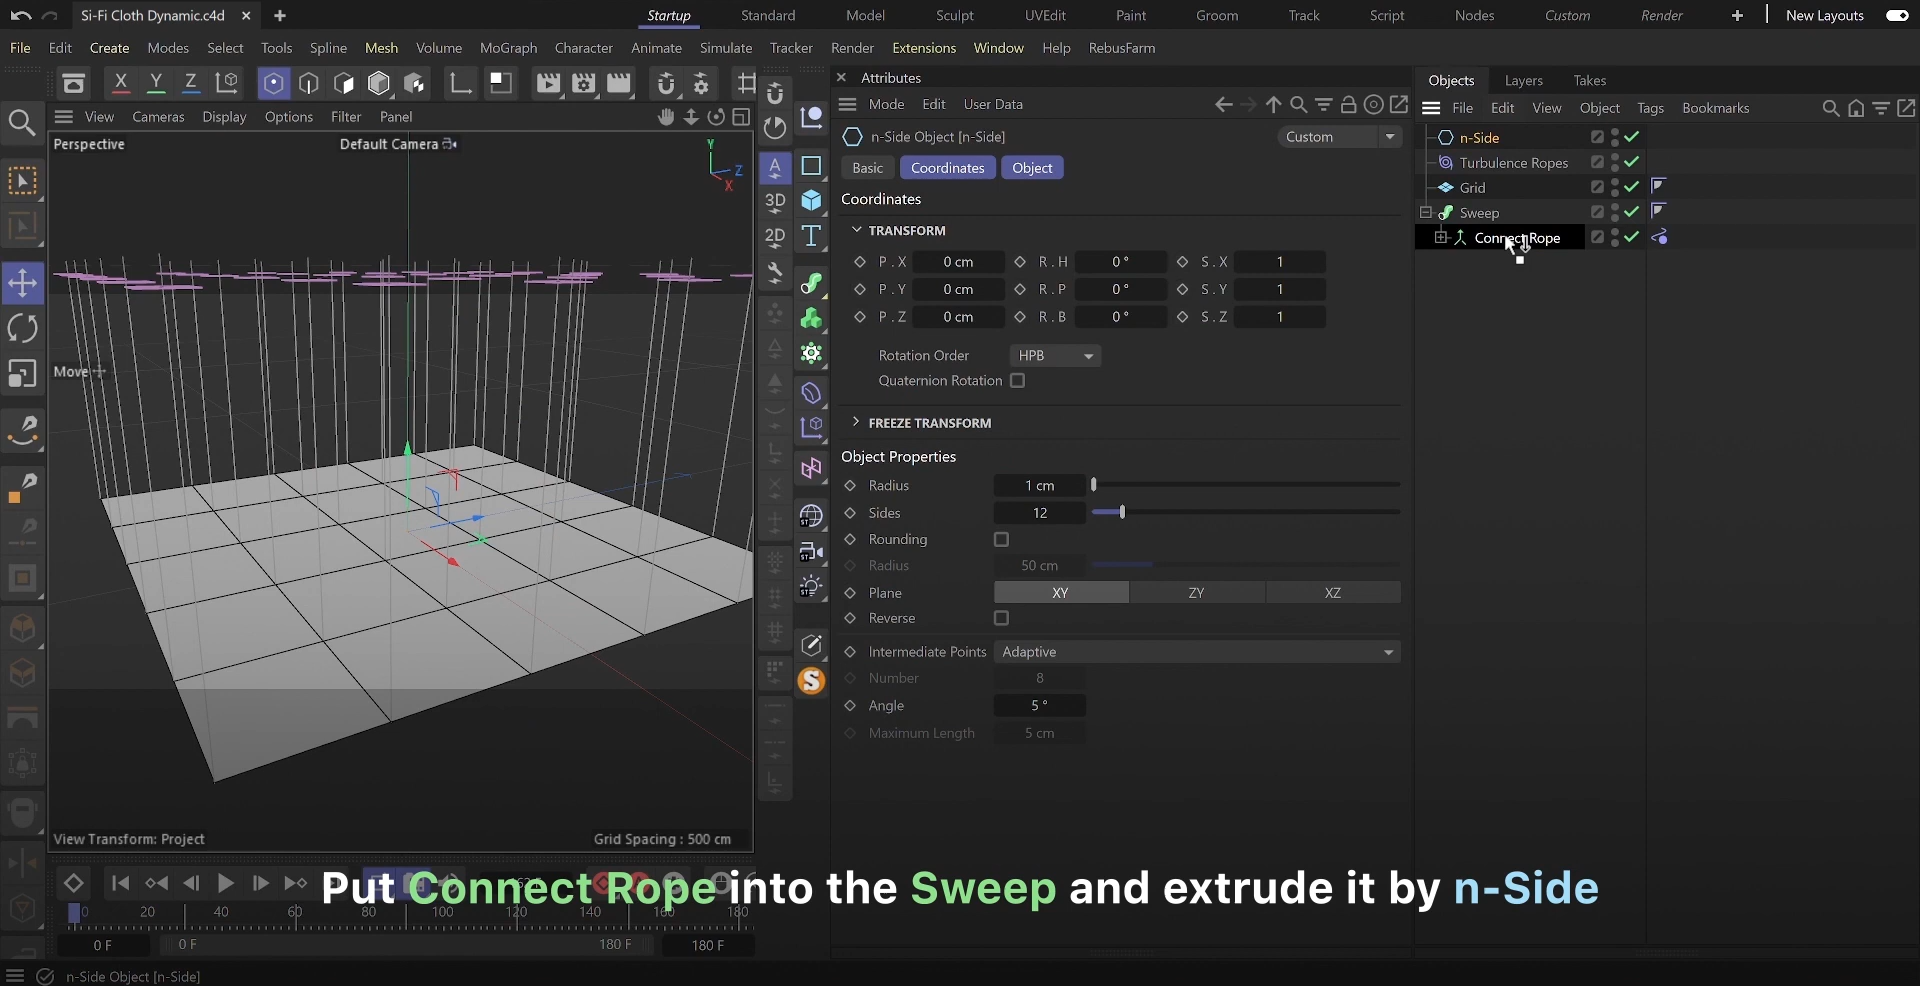 Si-Fi Cloth Dynamic.c4d
Startup Standard Model Sculpt UVEdit Paint Groom Track Script Nodes Custom Render New Layouts
File Edit Create Modes Select Tools Spline Mesh Volume MoGraph Character Animate Simulate Tracker Render Extensions Window Help RebusFarm
X Y Z
View Cameras Display Options Filter Panel
Perspective
Default Camera
Y
Z
X
Move
View Transform: Project
Grid Spacing : 500 cm
A
3D
2D
T
ST
ST
ST
S
Attributes
Mode Edit User Data
n-Side Object [n-Side]
Custom
Basic Coordinates Object
Coordinates
TRANSFORM
P . X 0 cm R . H 0 ° S . X 1
P . Y 0 cm R . P 0 ° S . Y 1
P . Z 0 cm R . B 0 ° S . Z 1
Rotation Order HPB
Quaternion Rotation
FREEZE TRANSFORM
Object Properties
Radius 1 cm
Sides 12
Rounding
Radius 50 cm
Plane XY ZY XZ
Reverse
Intermediate Points Adaptive
Number 8
Angle 5 °
Maximum Length 5 cm
Objects Layers Takes
File Edit View Object Tags Bookmarks
n-Side
Turbulence Ropes
Grid
Sweep
Connect Rope
Put Connect Rope into the Sweep and extrude it by n-Side
0 20 40 60 80 100 120 140 160 180
0 F 0 F 180 F 180 F
n-Side Object [n-Side]